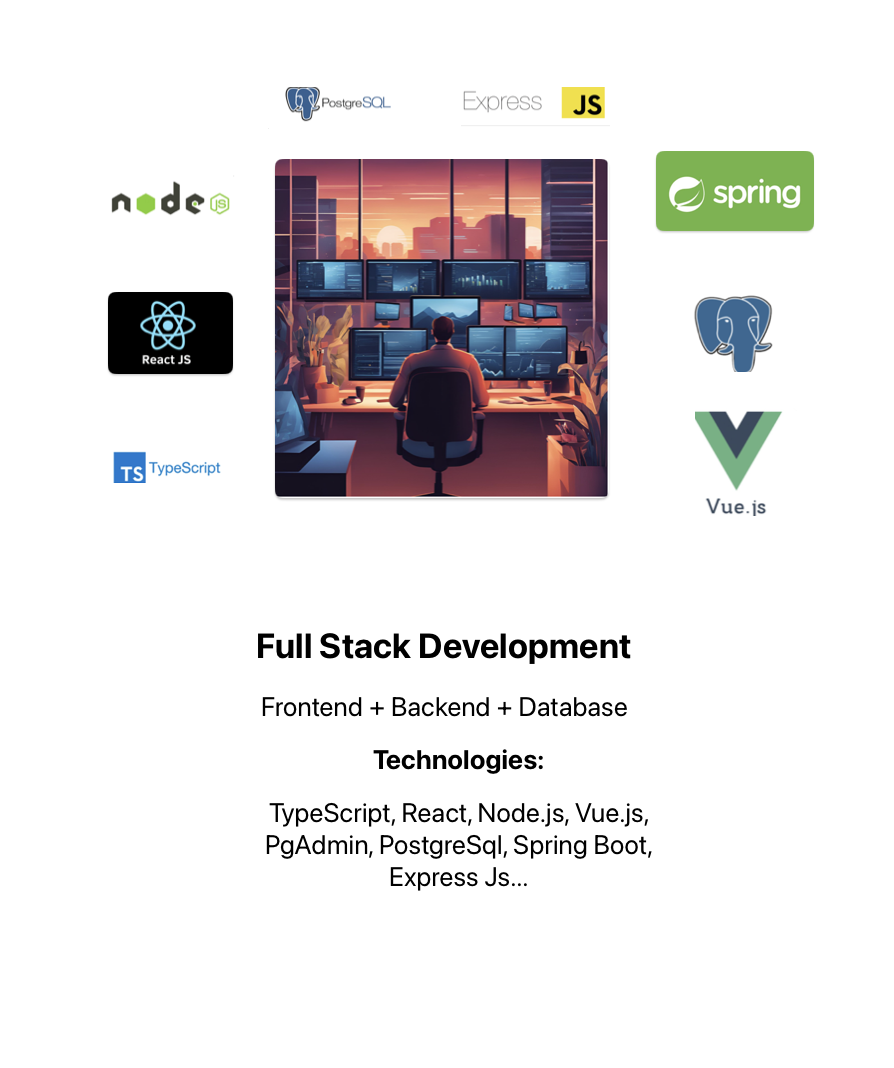 PostgreSQL
Express JS
node JS
spring
React JS
TS TypeScript
Vue.js
Full Stack Development
Frontend + Backend + Database
Technologies:
TypeScript, React, Node.js, Vue.js,
PgAdmin, PostgreSql, Spring Boot,
Express Js...